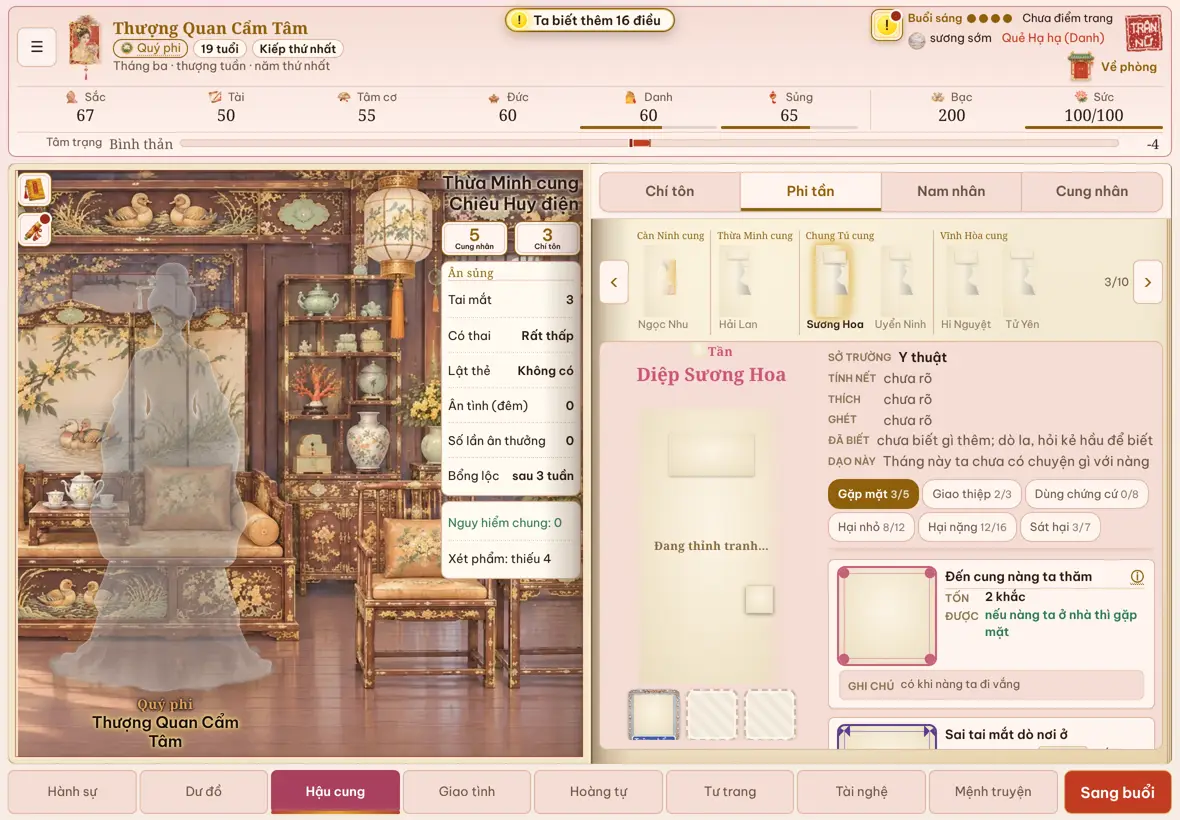 Thượng Quan Cẩm Tâm
Quý phi
19 tuổi
Kiếp thứ nhất
Tháng ba · thượng tuần · năm thứ nhất
! Ta biết thêm 16 điều
!
Buổi sáng
Chưa điểm trang
sương sớm
Quẻ Hạ hạ (Danh)
TRÂN NỮ
Về phòng
Sắc
67
Tài
50
Tâm cơ
55
Đức
60
Danh
60
Sủng
65
Bạc
200
Sức
100/100
Tâm trạng Bình thản
-4
Thừa Minh cung
Chiêu Huy điện
5
Cung nhân
3
Chí tôn
Ân sủng
Tai mắt 3
Có thai Rất thấp
Lật thẻ Không có
Ân tình (đêm) 0
Số lần ân thưởng 0
Bổng lộc sau 3 tuần
Nguy hiểm chung: 0
Xét phẩm: thiếu 4
Quý phi
Thượng Quan Cẩm
Tâm
Chí tôn
Phi tần
Nam nhân
Cung nhân
Càn Ninh cung
Thừa Minh cung
Chung Tú cung
Vĩnh Hòa cung
3/10
Ngọc Nhu
Hải Lan
Sương Hoa
Uyển Ninh
Hi Nguyệt
Tử Yên
Tần
Diệp Sương Hoa
Đang thỉnh tranh...
SỞ TRƯỜNG Y thuật
TÍNH NẾT chưa rõ
THÍCH chưa rõ
GHÉT chưa rõ
ĐÃ BIẾT chưa biết gì thêm; dò la, hỏi kẻ hầu để biết
DẠO NÀY Tháng này ta chưa có chuyện gì với nàng
Gặp mặt 3/5
Giao thiệp 2/3
Dùng chứng cứ 0/8
Hại nhỏ 8/12
Hại nặng 12/16
Sát hại 3/7
Đến cung nàng ta thăm
TỐN 2 khắc
ĐƯỢC nếu nàng ta ở nhà thì gặp
mặt
GHI CHÚ có khi nàng ta đi vắng
Sai tai mắt dò nơi ở
Hành sự
Dư đồ
Hậu cung
Giao tình
Hoàng tự
Tư trang
Tài nghệ
Mệnh truyện
Sang buổi